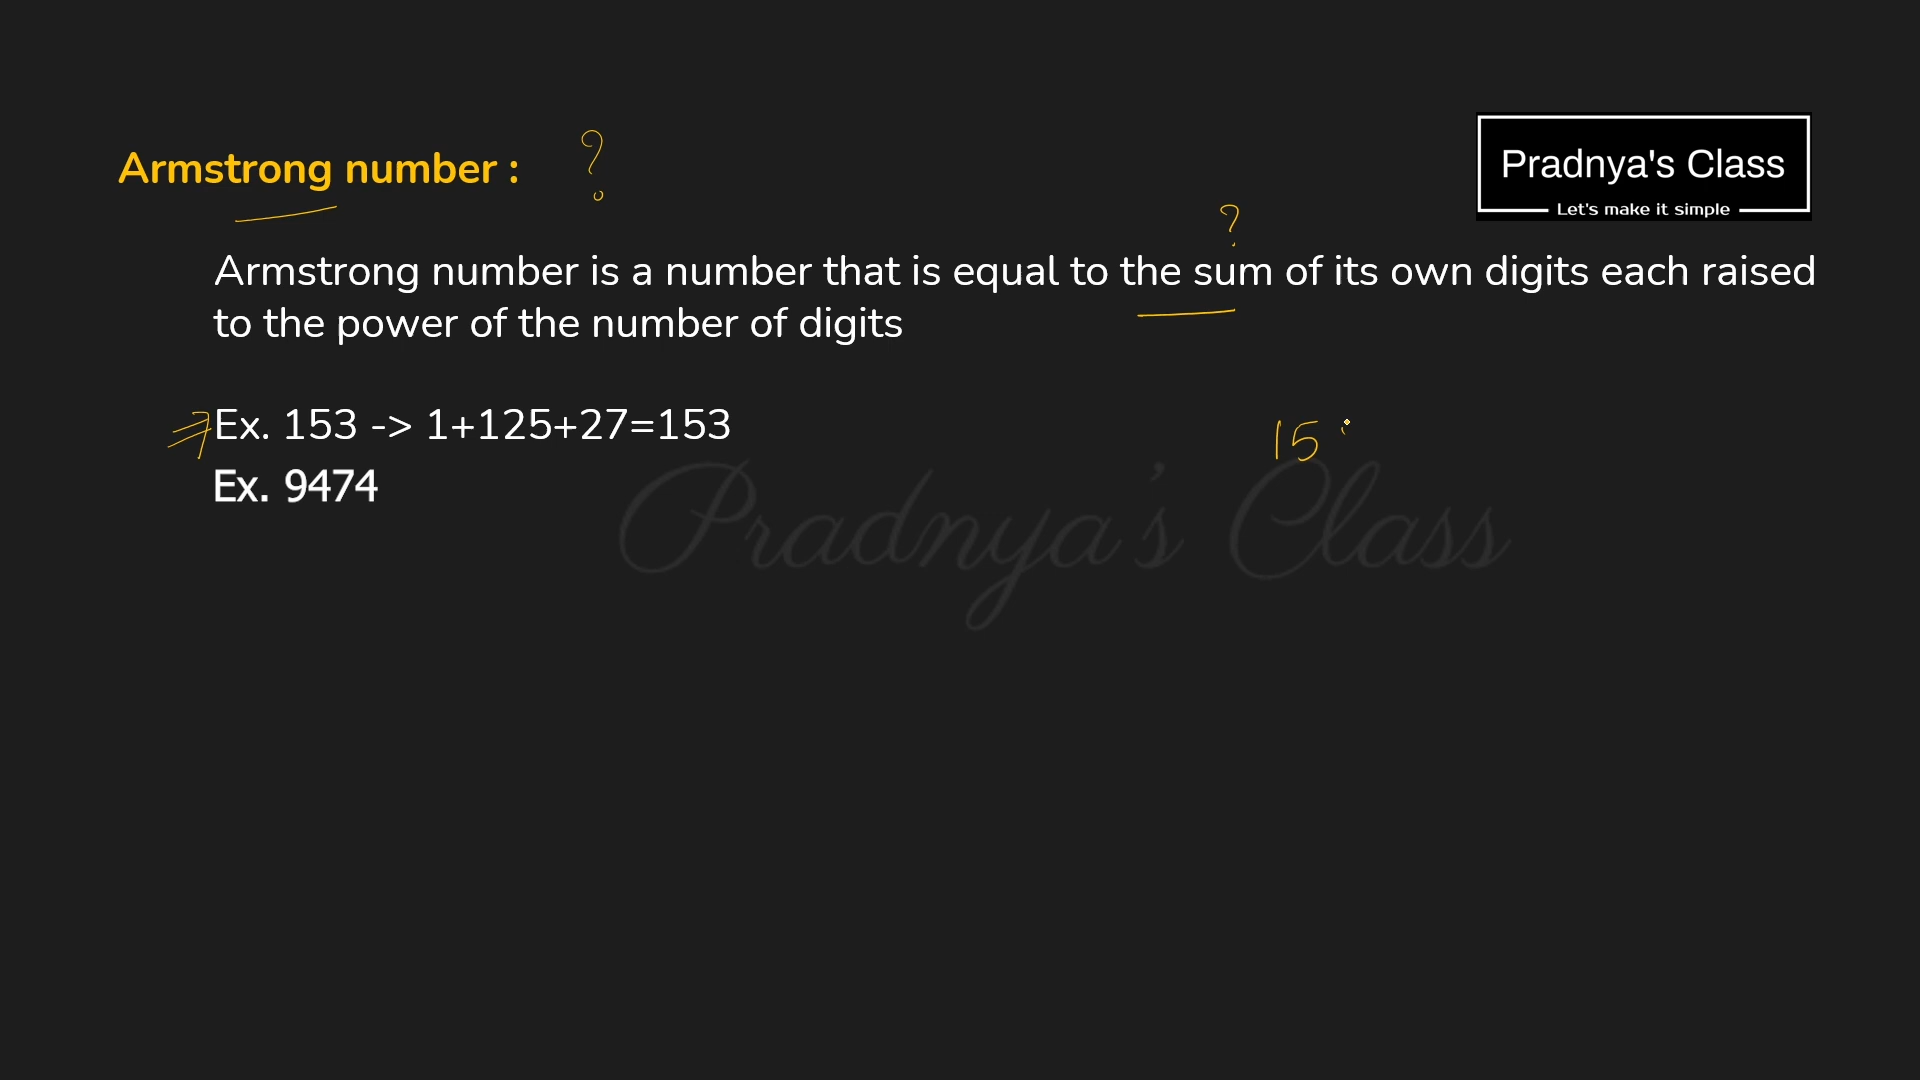 Armstrong number : ?
Pradnya's Class
Let's make it simple
?
Armstrong number is a number that is equal to the sum of its own digits each raised
to the power of the number of digits
Ex. 153 -> 1+125+27=153
15
Ex. 9474
Pradnya's Class